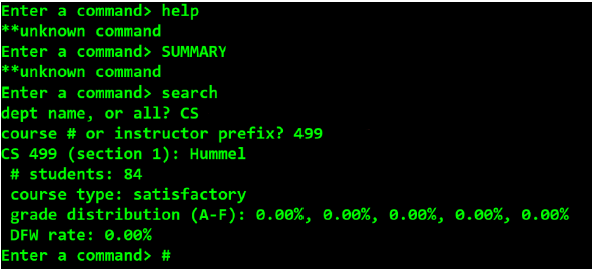 Enter a command> help
**unknown command
Enter a command> SUMMARY
**unknown command
Enter a command> search
dept name, or all? CS
course # or instructor prefix? 499
CS 499 (section 1): Hummel
 # students: 84
 course type: satisfactory
 grade distribution (A-F): 0.00%, 0.00%, 0.00%, 0.00%, 0.00%
 DFW rate: 0.00%
Enter a command> #